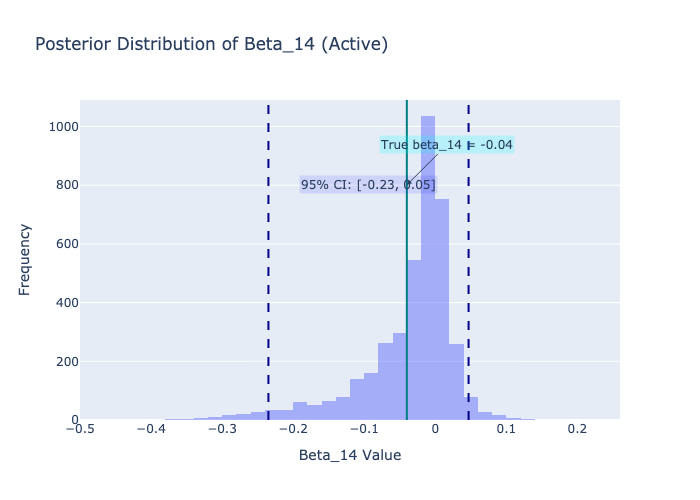 Posterior Distribution of Beta_14 (Active)
1000
True beta_14 = -0.04
800
95% CI: [-0.23, 0.05]
600
400
200
0
Frequency
−0.5 −0.4 −0.3 −0.2 −0.1 0 0.1 0.2
Beta_14 Value